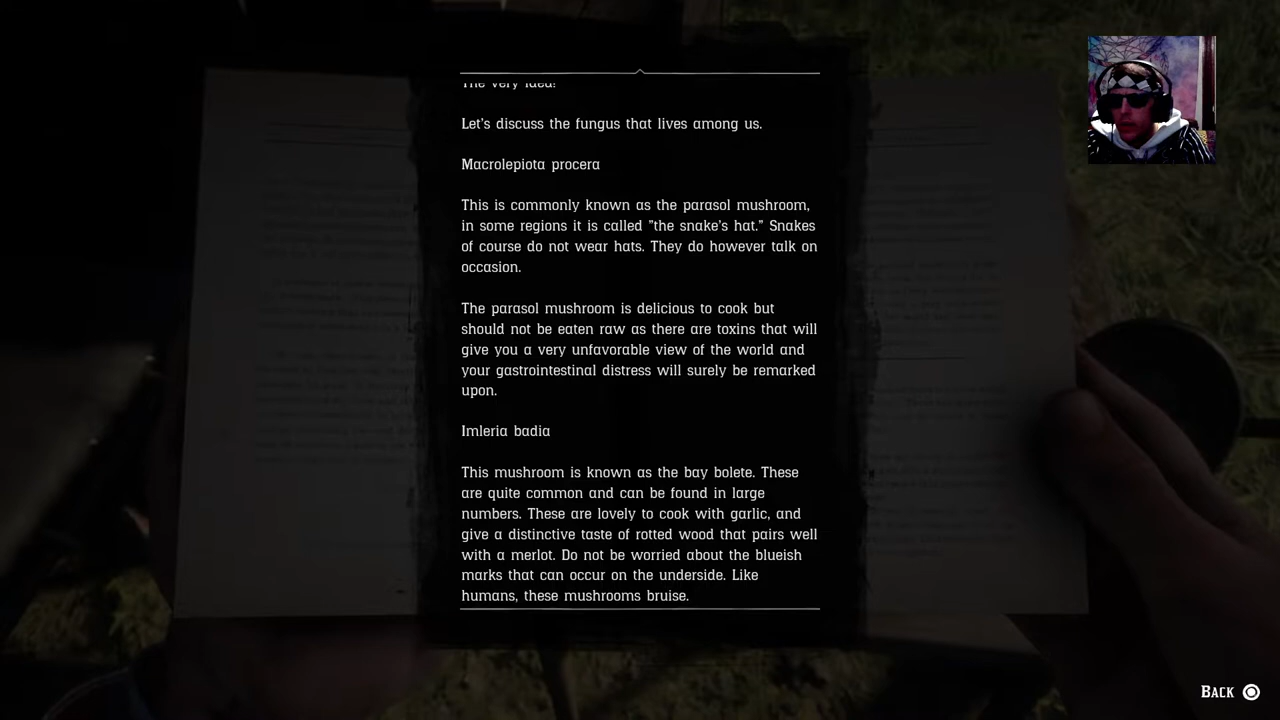 The very idea!
Let's discuss the fungus that lives among us.
Macrolepiota procera
This is commonly known as the parasol mushroom,
in some regions it is called "the snake's hat." Snakes
of course do not wear hats. They do however talk on
occasion.
The parasol mushroom is delicious to cook but
should not be eaten raw as there are toxins that will
give you a very unfavorable view of the world and
your gastrointestinal distress will surely be remarked
upon.
Imleria badia
This mushroom is known as the bay bolete. These
are quite common and can be found in large
numbers. These are lovely to cook with garlic, and
give a distinctive taste of rotted wood that pairs well
with a merlot. Do not be worried about the blueish
marks that can occur on the underside. Like
humans, these mushrooms bruise.
Back